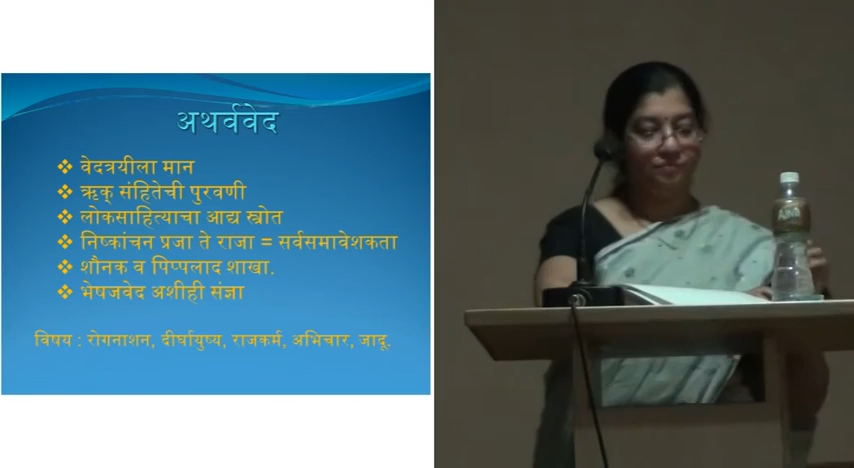 अथर्ववेद
❖ वेदत्रयीला मान
❖ ऋक् संहितेची पुरवणी
❖ लोकसाहित्याचा आद्य स्त्रोत
❖ निष्कांचन प्रजा ते राजा = सर्वसमावेशकता
❖ शौनक व पिप्पलाद शाखा.
❖ भेषजवेद अशीही संज्ञा
विषय : रोगनाशन, दीर्घायुष्य, राजकर्म, अभिचार, जादू.